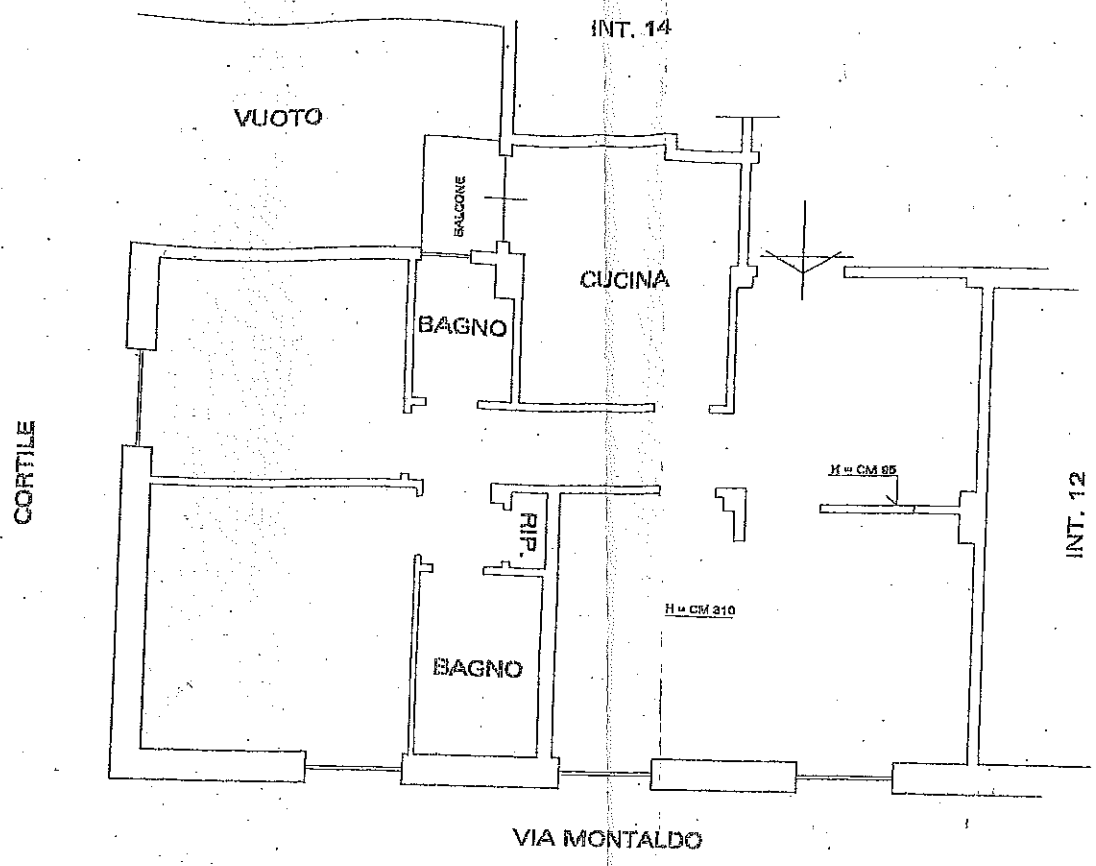 INT. 14
VUOTO
BALCONE
CUCINA
BAGNO
CORTILE
H = CM 95
INT. 12
RIP.
H = CM 310
BAGNO
VIA MONTALDO